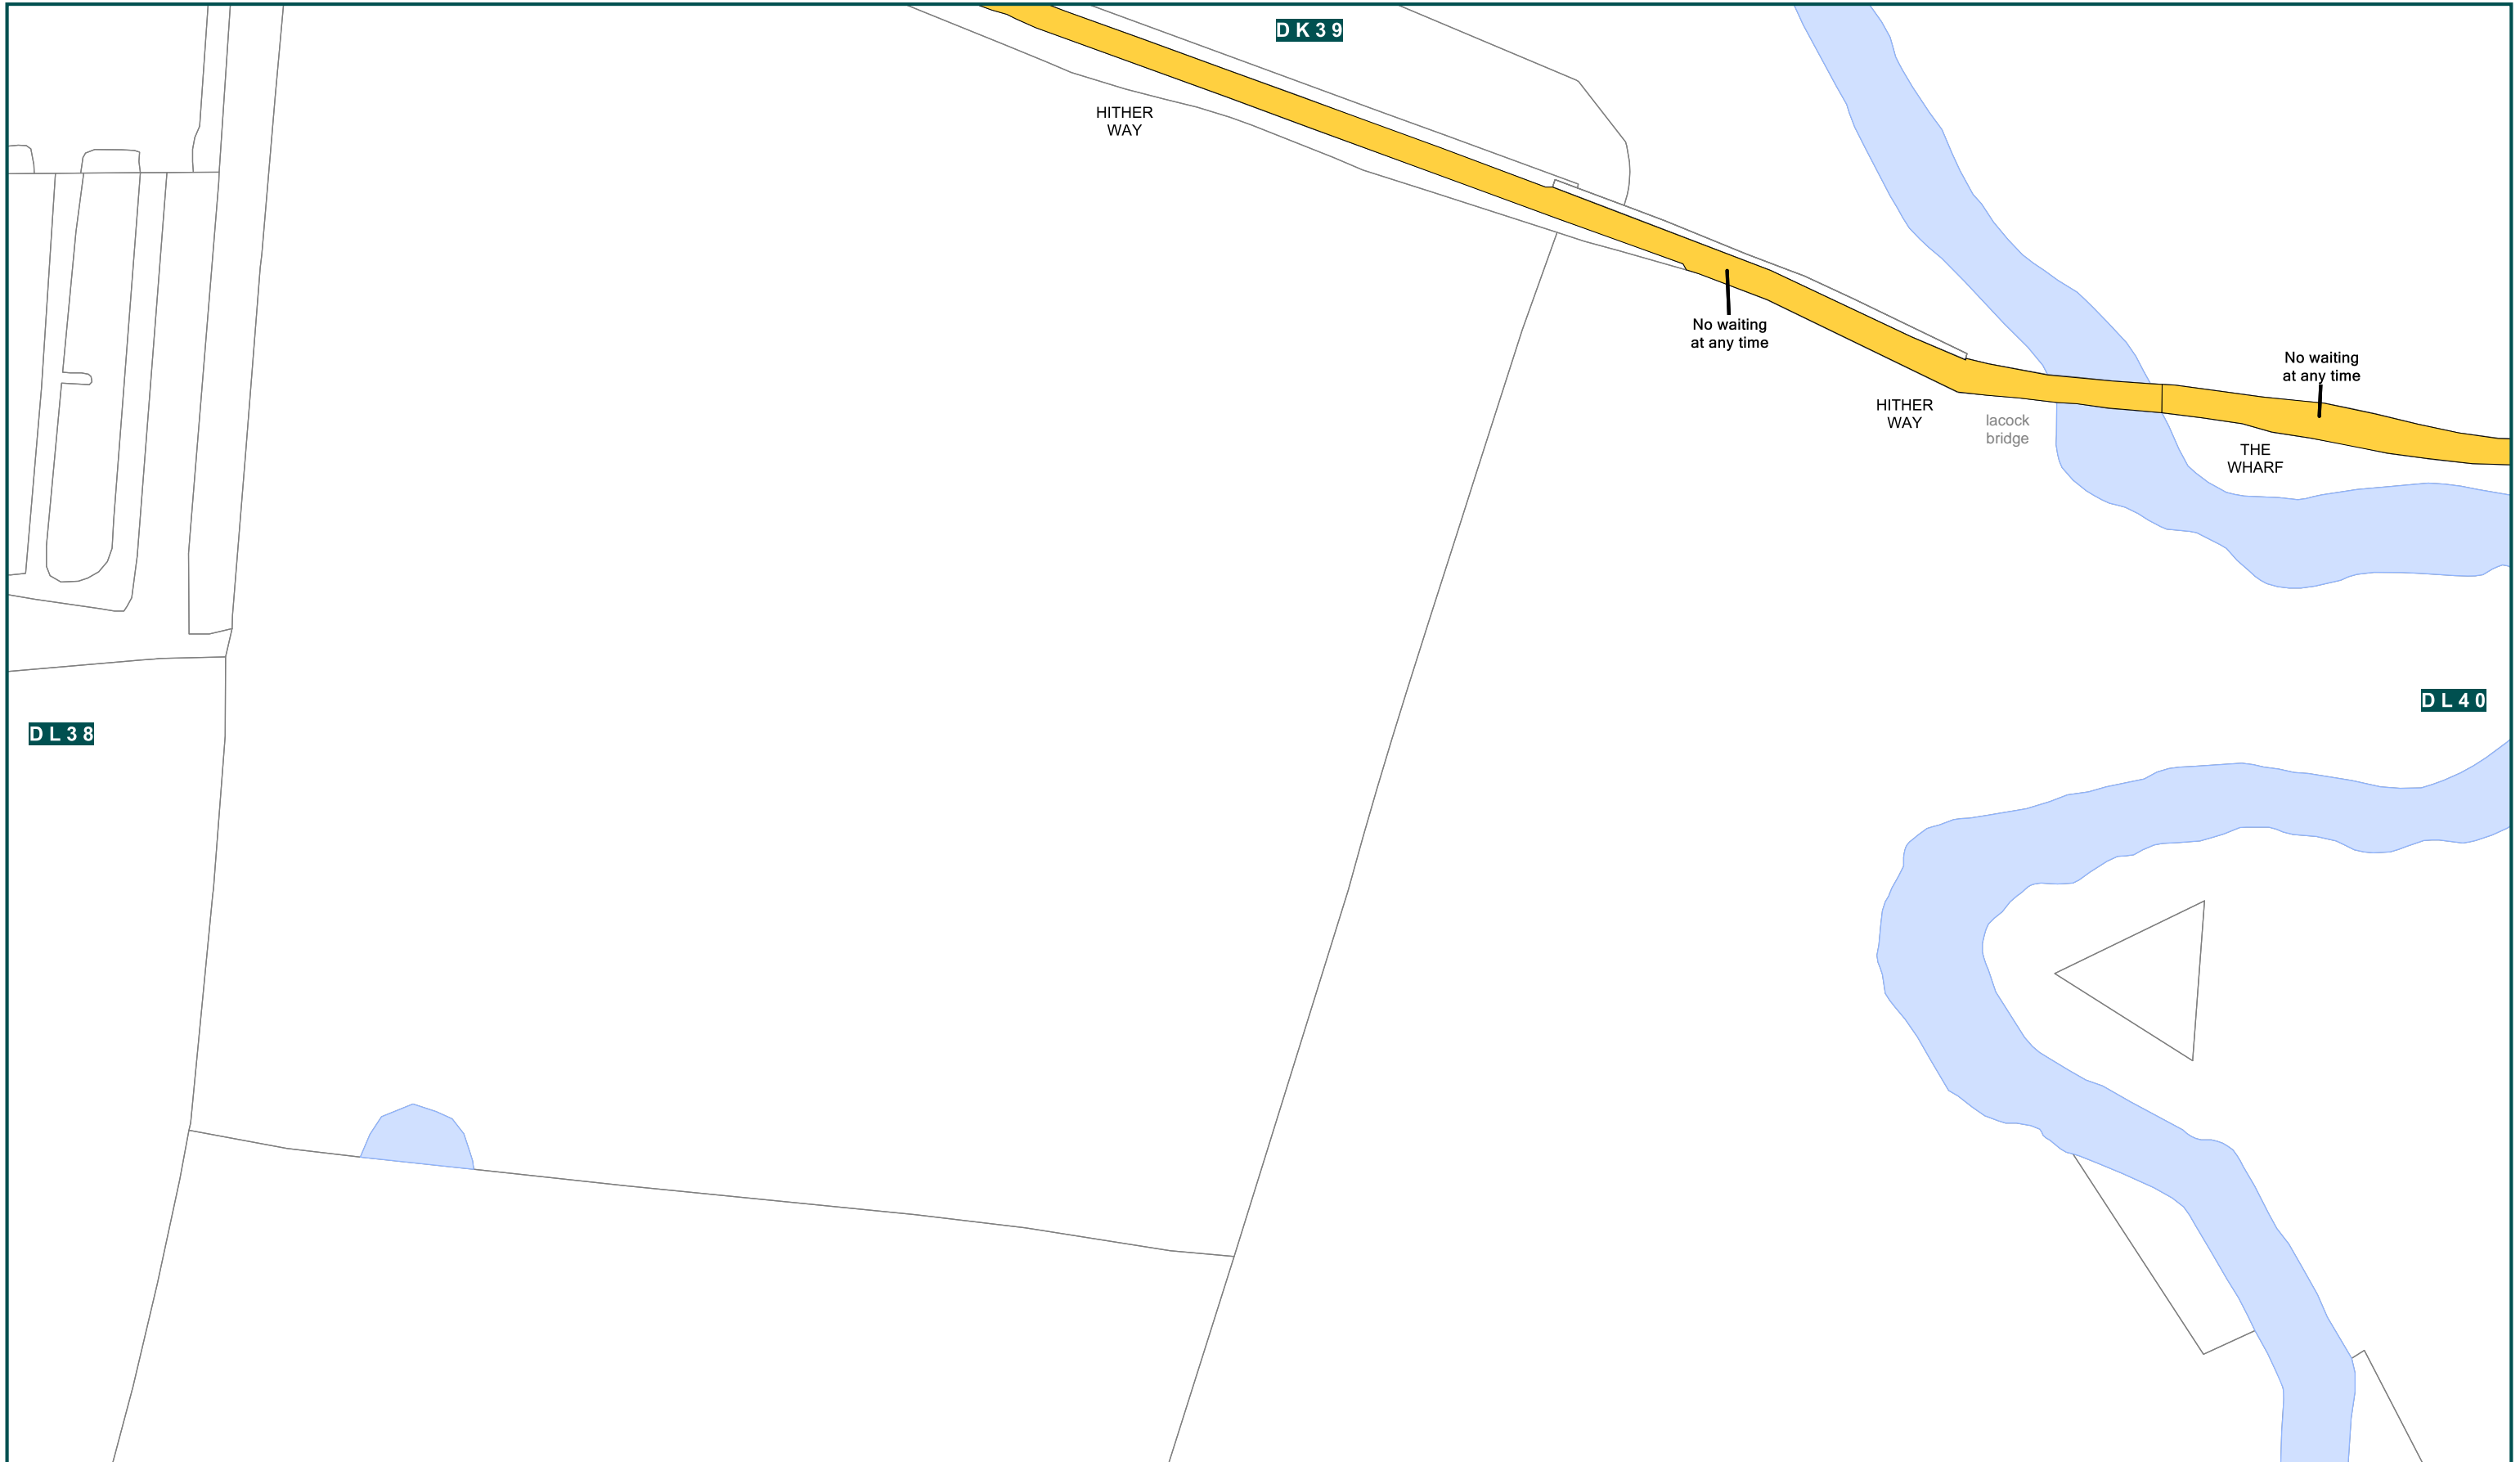 DK39
HITHER
WAY
No waiting
at any time
No waiting
at any time
HITHER
WAY
lacock
bridge
THE
WHARF
DL40
DL38